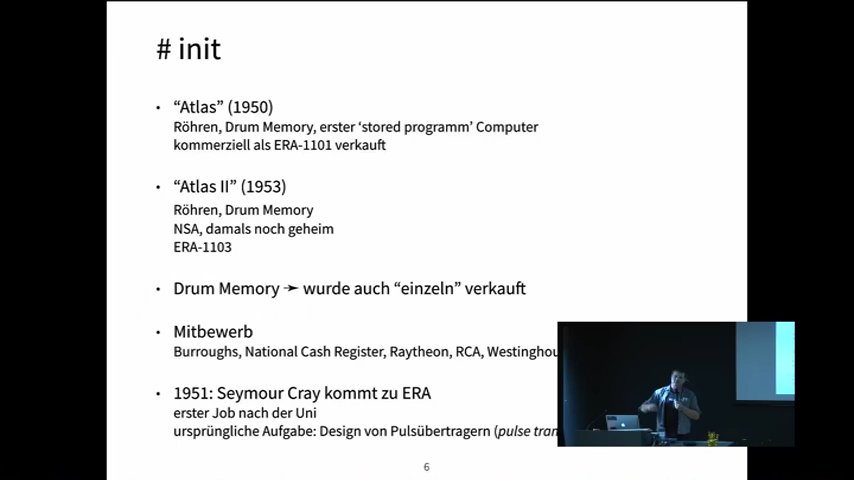 # init
• “Atlas” (1950)
Röhren, Drum Memory, erster ‘stored programm’ Computer
kommerziell als ERA-1101 verkauft
• “Atlas II” (1953)
Röhren, Drum Memory
NSA, damals noch geheim
ERA-1103
• Drum Memory ➛ wurde auch “einzeln” verkauft
• Mitbewerb
Burroughs, National Cash Register, Raytheon, RCA,
• 1951: Seymour Cray kommt zu ERA
erster Job nach der Uni
ursprüngliche Aufgabe: Design von Pulsübertragern (pulse
6